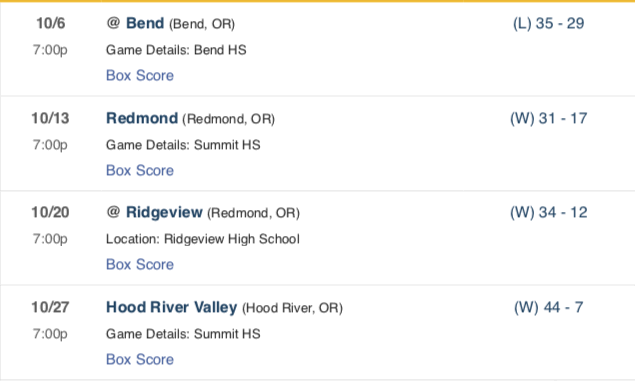 10/6 @ Bend (Bend, OR) (L) 35 - 29
7:00p Game Details: Bend HS
Box Score
10/13 Redmond (Redmond, OR) (W) 31 - 17
7:00p Game Details: Summit HS
Box Score
10/20 @ Ridgeview (Redmond, OR) (W) 34 - 12
7:00p Location: Ridgeview High School
Box Score
10/27 Hood River Valley (Hood River, OR) (W) 44 - 7
7:00p Game Details: Summit HS
Box Score